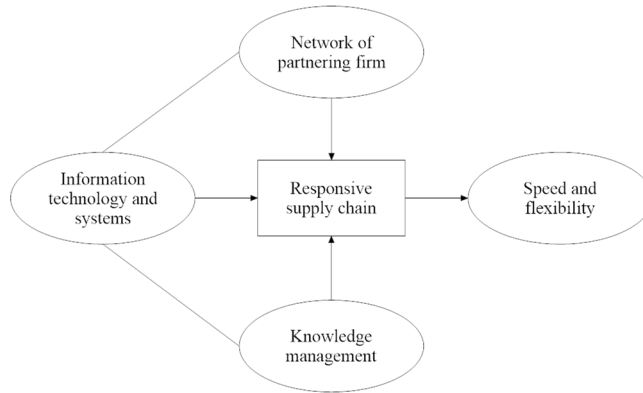 Network of
partnering firm
Information
technology and
systems
Responsive
supply chain
Speed and
flexibility
Knowledge
management